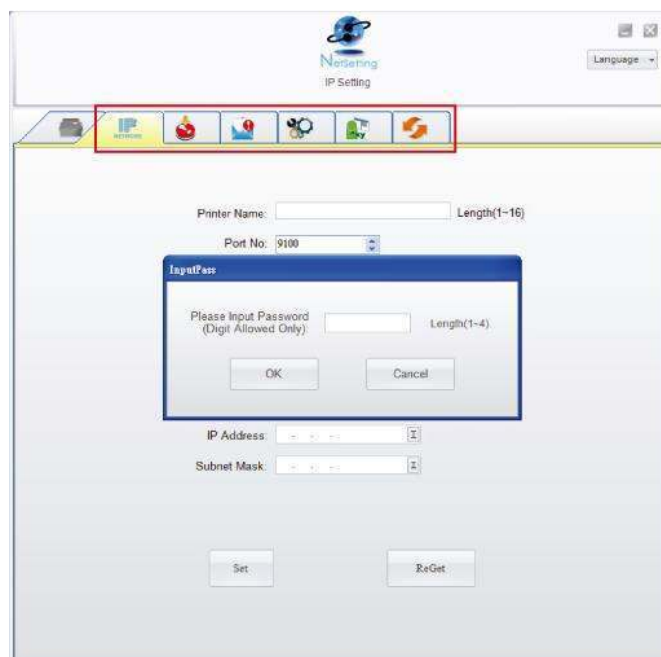 NetSetting
Language
IP Setting
IP
NETWORK
Printer Name:
Length(1~16)
Port No:
9100
InputPass
Please Input Password
(Digit Allowed Only):
Length(1~4)
OK
Cancel
IP Address:
Subnet Mask:
Set
ReGet